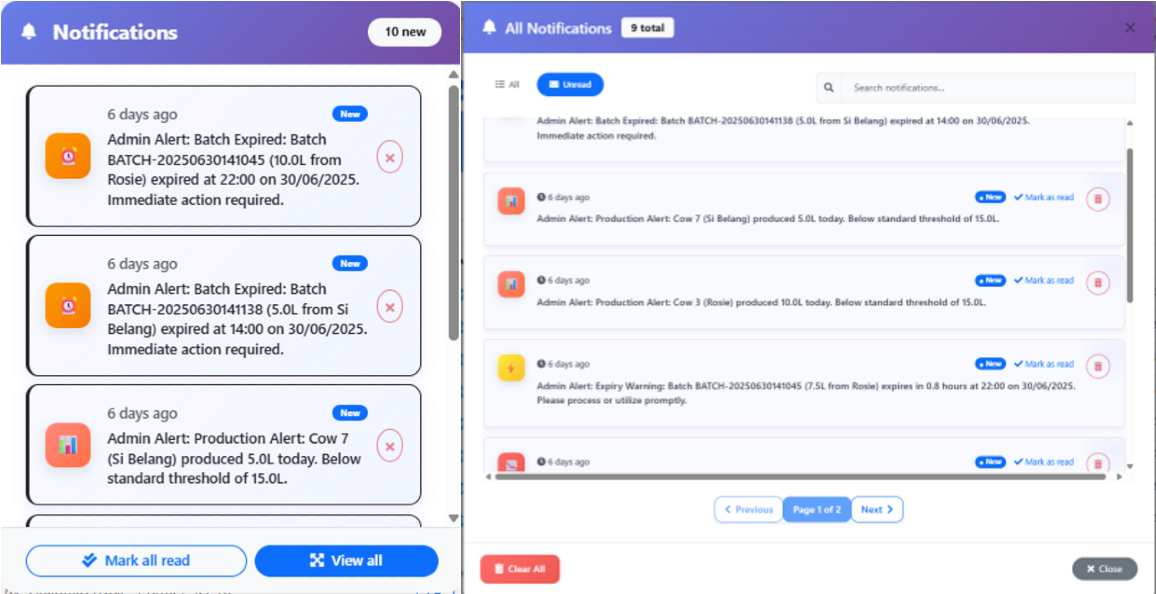 Notifications
10 new
6 days ago
New
Admin Alert: Batch Expired: Batch
BATCH-20250630141045 (10.0L from
Rosie) expired at 22:00 on 30/06/2025.
Immediate action required.
6 days ago
New
Admin Alert: Batch Expired: Batch
BATCH-20250630141138 (5.0L from Si
Belang) expired at 14:00 on 30/06/2025.
Immediate action required.
6 days ago
New
Admin Alert: Production Alert: Cow 7
(Si Belang) produced 5.0L today. Below
standard threshold of 15.0L.
Mark all read
View all
All Notifications
9 total
All
Unread
Search notifications...
Admin Alert: Batch Expired: Batch BATCH-20250630141138 (5.0L from Si Belang) expired at 14:00 on 30/06/2025.
Immediate action required.
6 days ago
New
Mark as read
Admin Alert: Production Alert: Cow 7 (Si Belang) produced 5.0L today. Below standard threshold of 15.0L.
6 days ago
New
Mark as read
Admin Alert: Production Alert: Cow 3 (Rosie) produced 10.0L today. Below standard threshold of 15.0L.
6 days ago
New
Mark as read
Admin Alert: Expiry Warning: Batch BATCH-20250630141045 (7.5L from Rosie) expires in 0.8 hours at 22:00 on 30/06/2025.
Please process or utilize promptly.
6 days ago
New
Mark as read
Previous
Page 1 of 2
Next
Clear All
Close